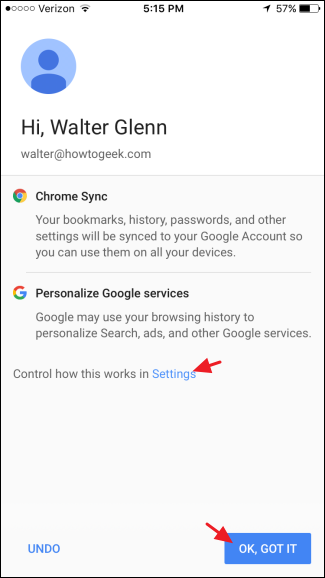 ●○○○○ Verizon 5:15 PM 57%
Hi, Walter Glenn
walter@howtogeek.com
Chrome Sync
Your bookmarks, history, passwords, and other
settings will be synced to your Google Account so
you can use them on all your devices.
Personalize Google services
Google may use your browsing history to
personalize Search, ads, and other Google services.
Control how this works in Settings
UNDO OK, GOT IT